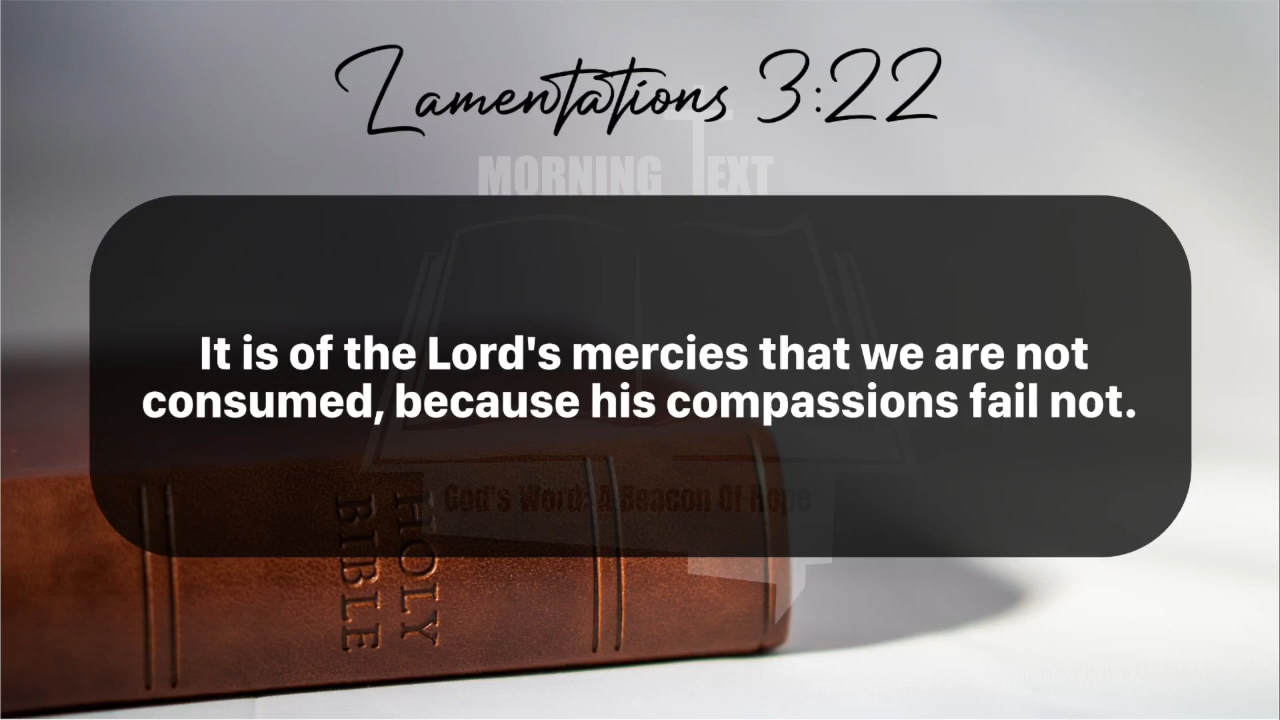 Lamentations 3:22
MORNING TEXT
It is of the Lord's mercies that we are not
consumed, because his compassions fail not.
God's Word: A Beacon Of Hope
HOLY
BIBLE